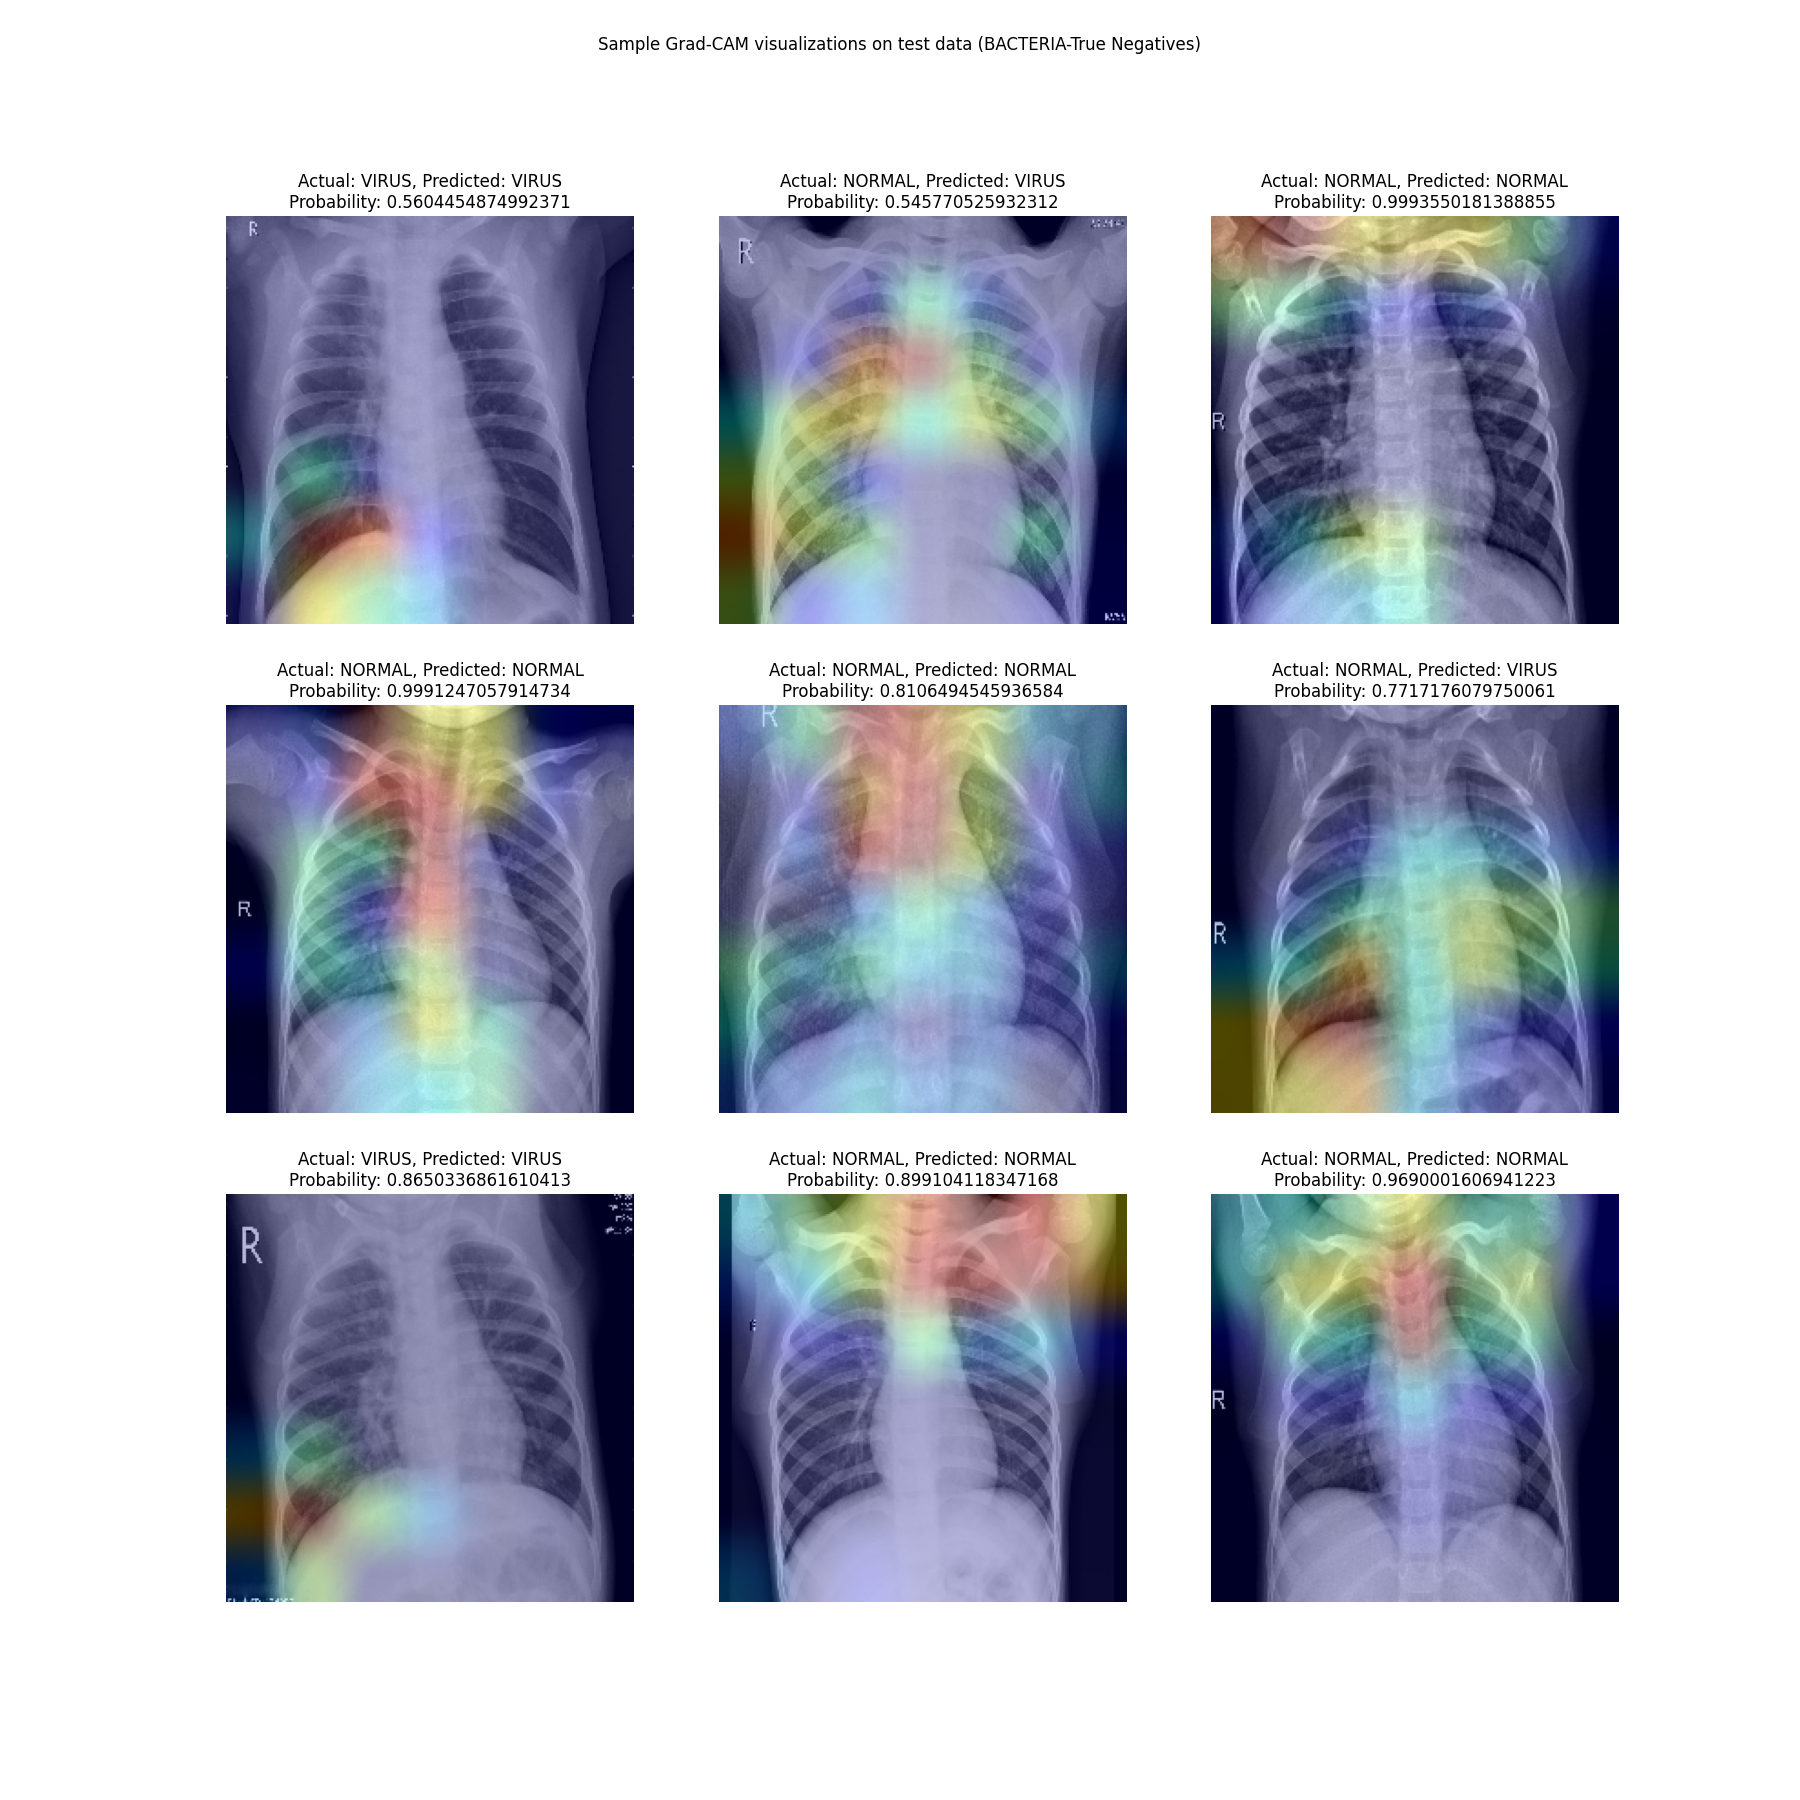 Sample Grad-CAM visualizations on test data (BACTERIA-True Negatives)
Actual: VIRUS, Predicted: VIRUS
Probability: 0.5604454874992371
Actual: NORMAL, Predicted: VIRUS
Probability: 0.545770525932312
Actual: NORMAL, Predicted: NORMAL
Probability: 0.9993550181388855
R
R
R
Actual: NORMAL, Predicted: NORMAL
Probability: 0.9991247057914734
Actual: NORMAL, Predicted: NORMAL
Probability: 0.8106494545936584
Actual: NORMAL, Predicted: VIRUS
Probability: 0.7717176079750061
R
R
R
Actual: VIRUS, Predicted: VIRUS
Probability: 0.8650336861610413
Actual: NORMAL, Predicted: NORMAL
Probability: 0.899104118347168
Actual: NORMAL, Predicted: NORMAL
Probability: 0.9690001606941223
R
R